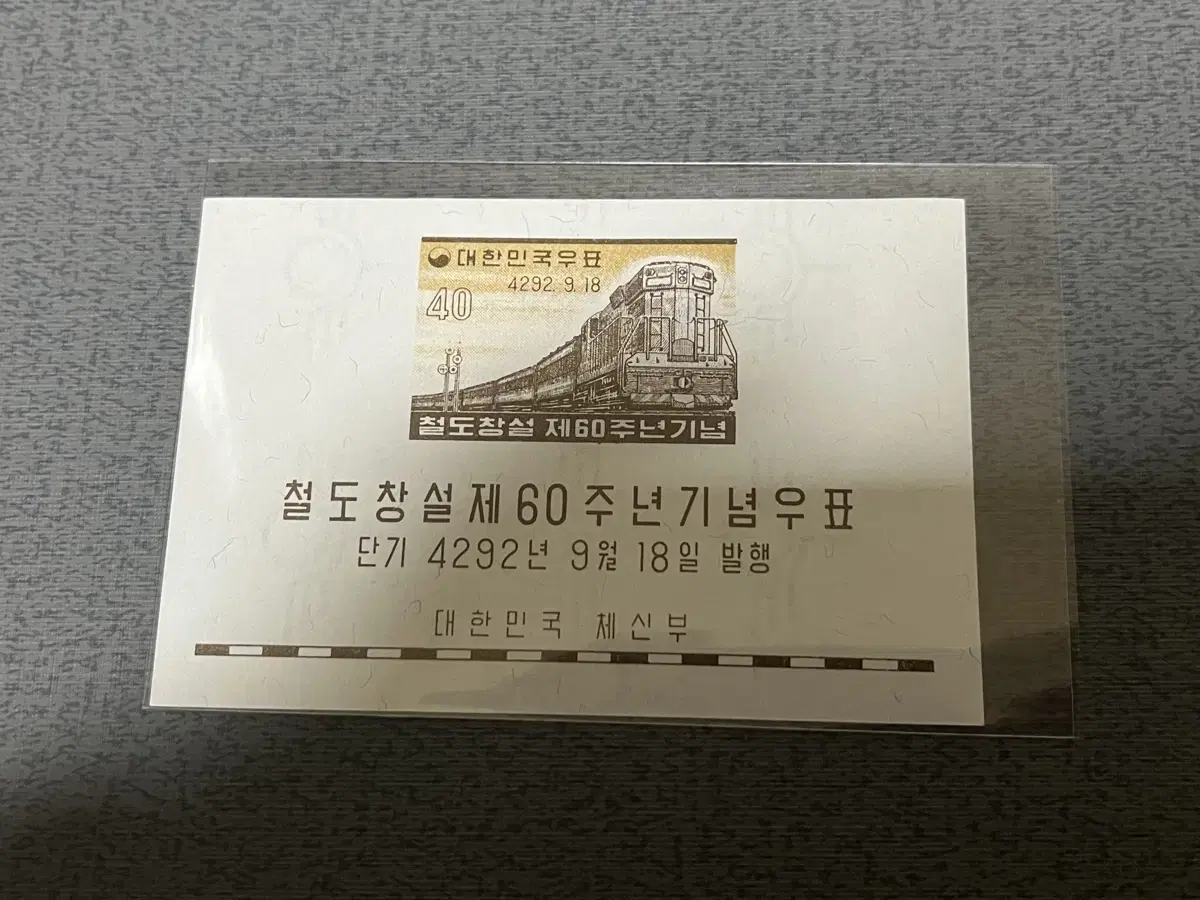 대한민국우표
4292. 9. 18
40
철도창설 제60주년기념
철도창설제60주년기념우표
단기 4292년 9월 18일 발행
대한민국 체신부